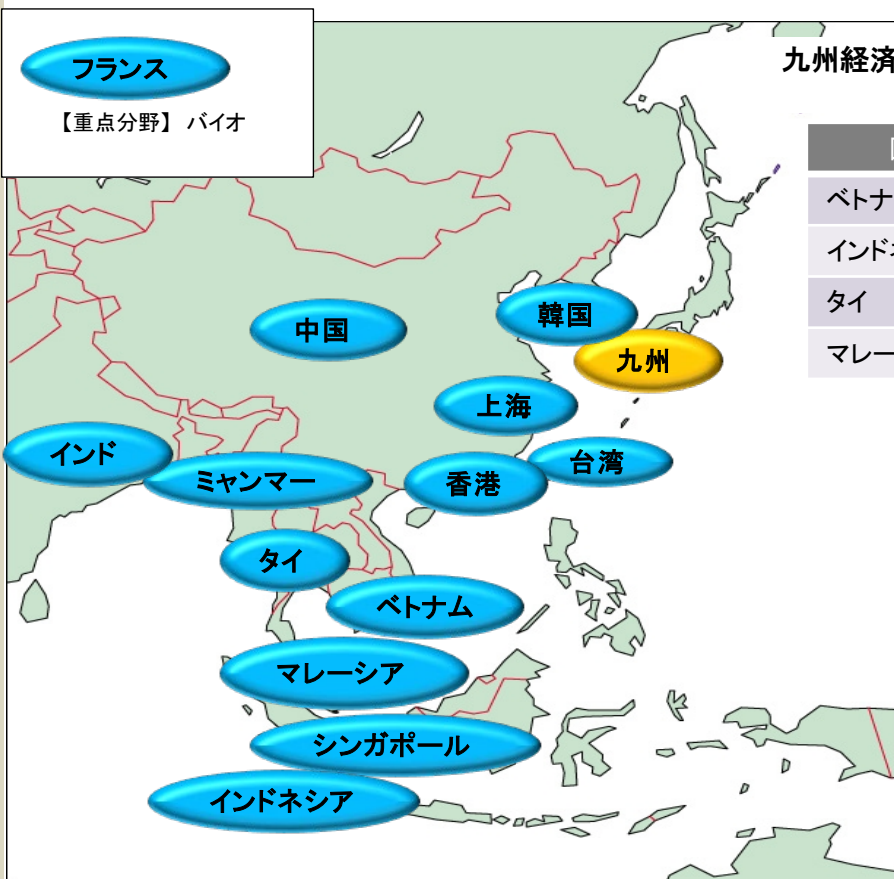 フランス
【重点分野】 バイオ
九州経済
ベトナ
インド
タイ
マレー
中国
韓国
九州
上海
インド
ミャンマー
香港
台湾
タイ
ベトナム
マレーシア
シンガポール
インドネシア